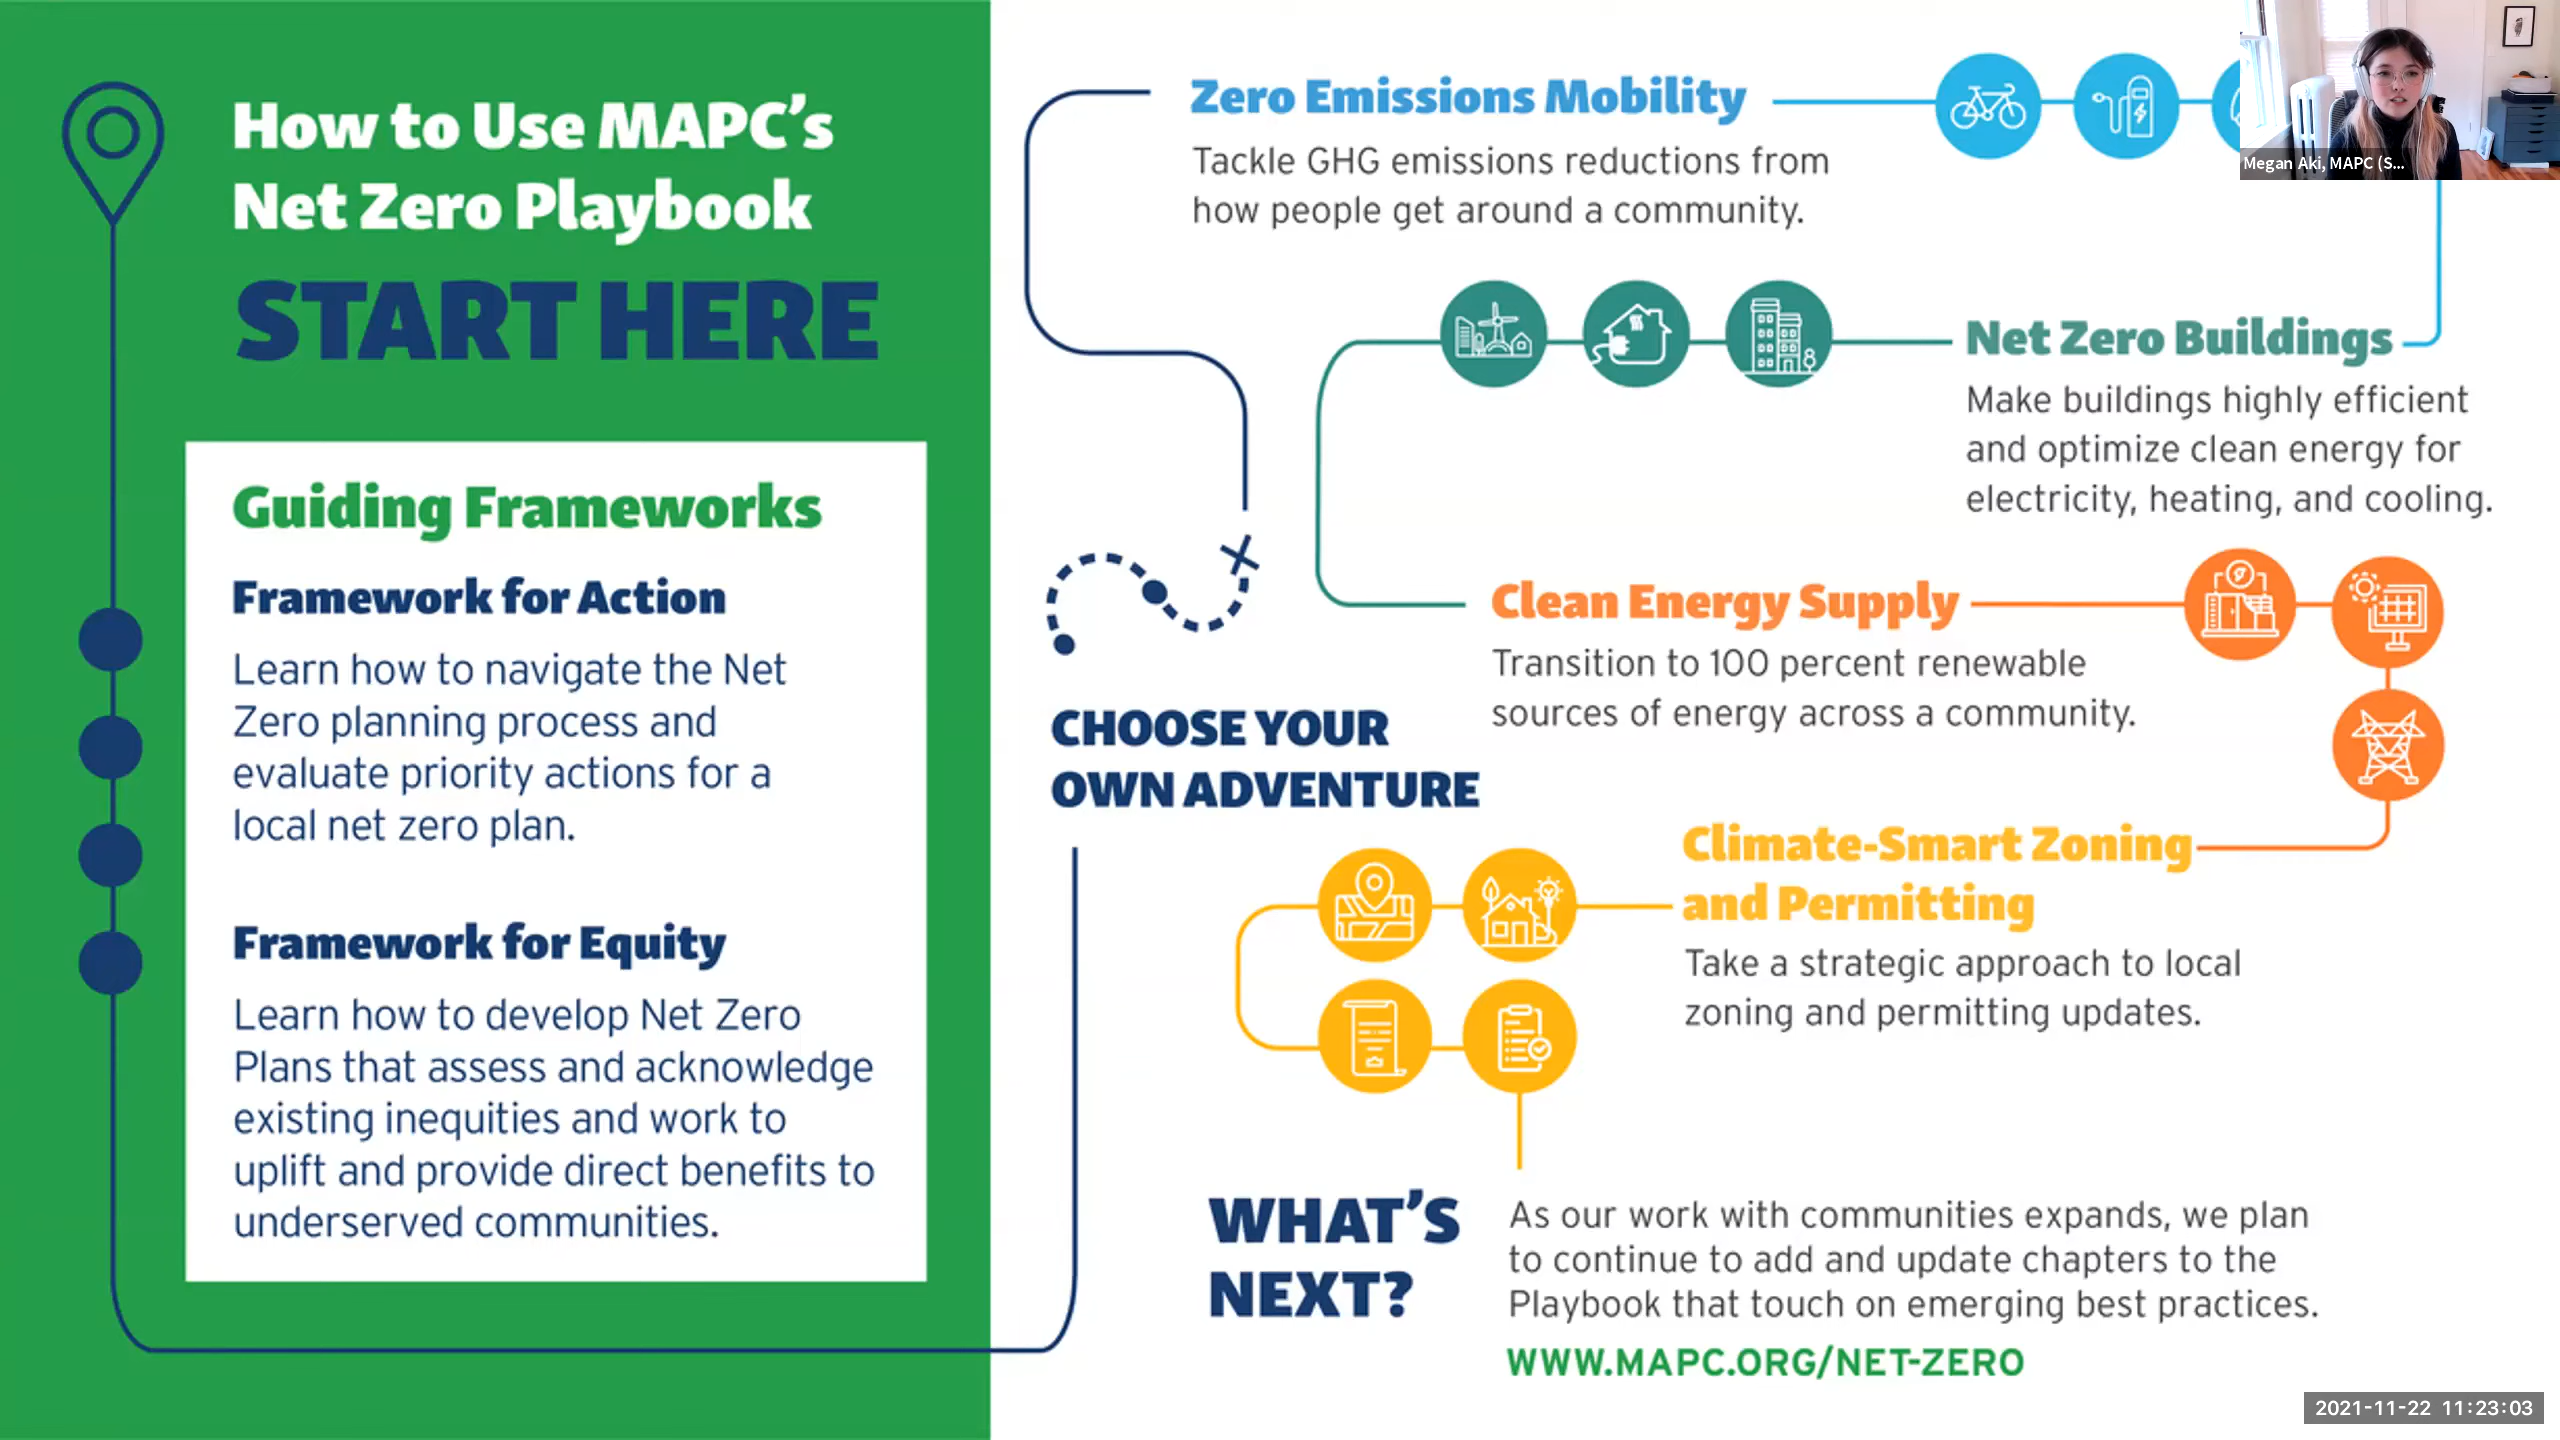 How to Use MAPC's
Net Zero Playbook
START HERE
Guiding Frameworks
Framework for Action
Learn how to navigate the Net
Zero planning process and
evaluate priority actions for a
local net zero plan.
Framework for Equity
Learn how to develop Net Zero
Plans that assess and acknowledge
existing inequities and work to
uplift and provide direct benefits to
underserved communities.
CHOOSE YOUR
OWN ADVENTURE
Zero Emissions Mobility
Tackle GHG emissions reductions from
how people get around a community.
Net Zero Buildings
Make buildings highly efficient
and optimize clean energy for
electricity, heating, and cooling.
Clean Energy Supply
Transition to 100 percent renewable
sources of energy across a community.
Climate-Smart Zoning
and Permitting
Take a strategic approach to local
zoning and permitting updates.
WHAT'S
NEXT?
As our work with communities expands, we plan
to continue to add and update chapters to the
Playbook that touch on emerging best practices.
WWW.MAPC.ORG/NET-ZERO
Megan Aki, MAPC (S...
2021-11-22 11:23:03